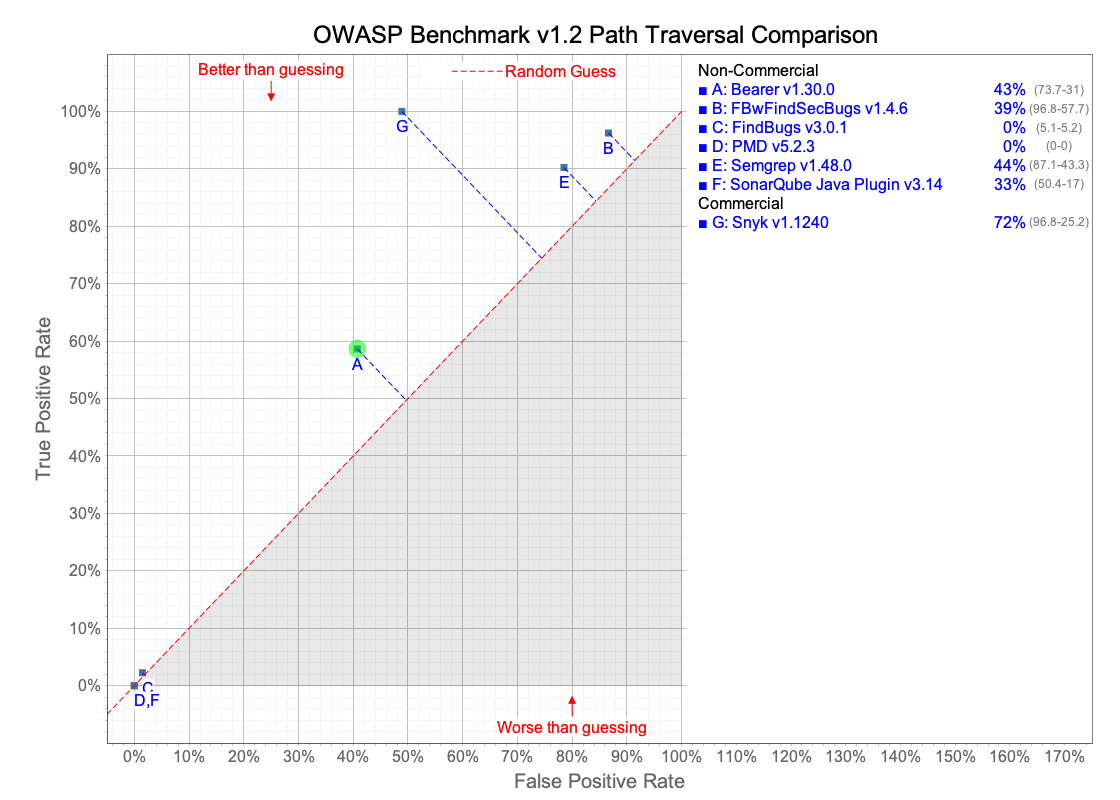 OWASP Benchmark v1.2 Path Traversal Comparison
Better than guessing
Random Guess
Non-Commercial
A: Bearer v1.30.0 43% (73.7-31)
B: FBwFindSecBugs v1.4.6 39% (96.8-57.7)
C: FindBugs v3.0.1 0% (5.1-5.2)
D: PMD v5.2.3 0% (0-0)
E: Semgrep v1.48.0 44% (87.1-43.3)
F: SonarQube Java Plugin v3.14 33% (50.4-17)
Commercial
G: Snyk v1.1240 72% (96.8-25.2)
True Positive Rate
100%
90%
80%
70%
60%
50%
40%
30%
20%
10%
0%
G
B
E
A
C
D,F
Worse than guessing
0% 10% 20% 30% 40% 50% 60% 70% 80% 90% 100% 110% 120% 130% 140% 150% 160% 170%
False Positive Rate